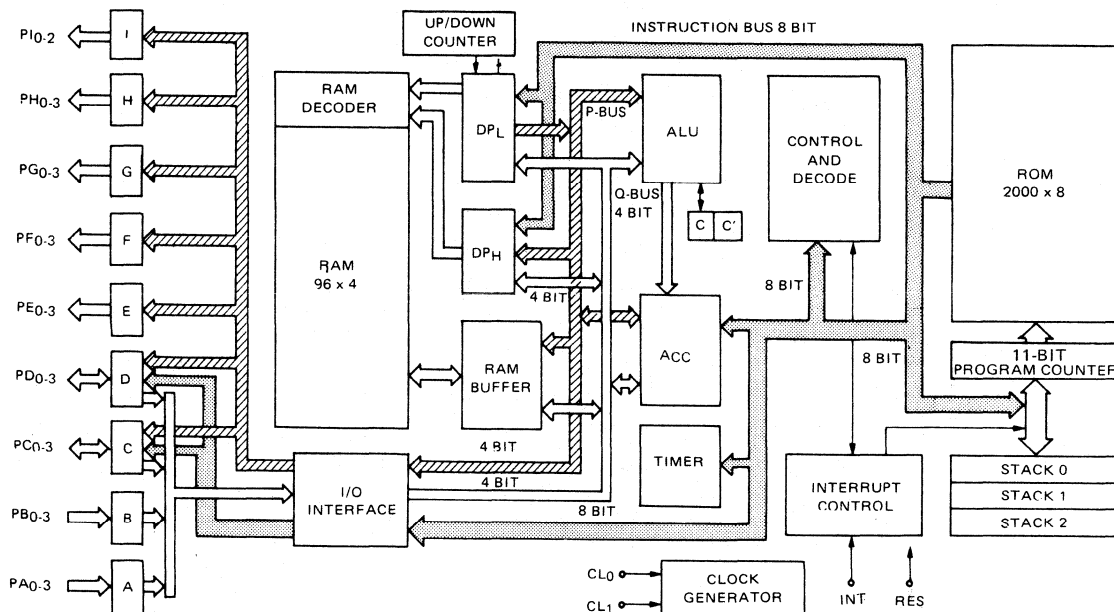 PI0-2
I
PH0-3
H
PG0-3
G
PF0-3
F
PE0-3
E
PD0-3
D
PC0-3
C
PB0-3
B
PA0-3
A
UP/DOWN
COUNTER
RAM
DECODER
RAM
96 x 4
DPL
DPH
RAM
BUFFER
I/O
INTERFACE
4 BIT
4 BIT
4 BIT
8 BIT
P-BUS
ALU
Q-BUS
4 BIT
C C'
ACC
TIMER
INSTRUCTION BUS 8 BIT
CONTROL
AND
DECODE
8 BIT
8 BIT
ROM
2000 x 8
11-BIT
PROGRAM COUNTER
STACK 0
STACK 1
STACK 2
INTERRUPT
CONTROL
INT
RES
CL0
CL1
CLOCK
GENERATOR